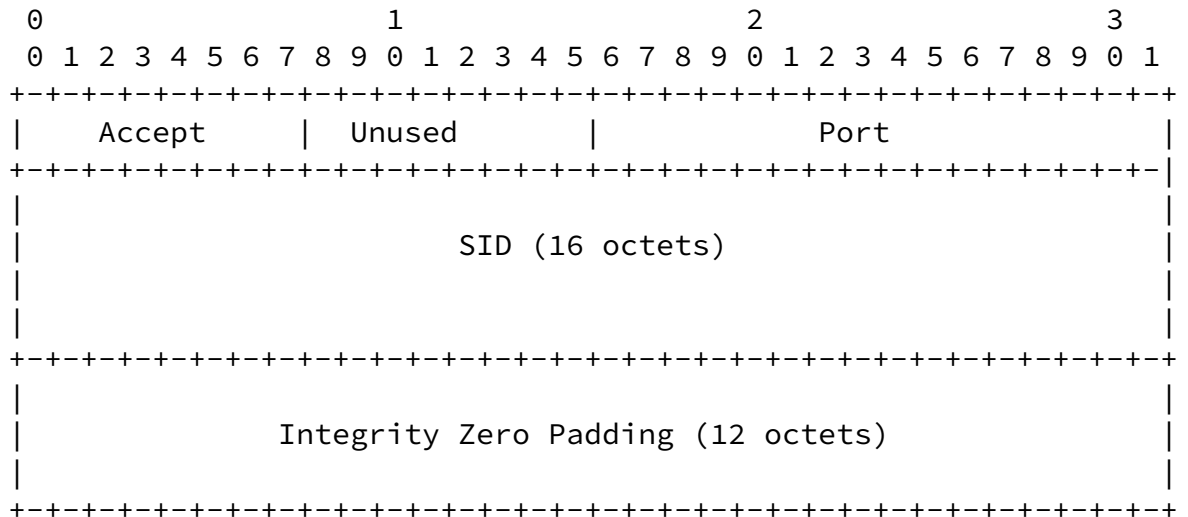 0                   1                   2                   3
 0 1 2 3 4 5 6 7 8 9 0 1 2 3 4 5 6 7 8 9 0 1 2 3 4 5 6 7 8 9 0 1
+-+-+-+-+-+-+-+-+-+-+-+-+-+-+-+-+-+-+-+-+-+-+-+-+-+-+-+-+-+-+-+-+
|    Accept     |  Unused       |            Port               |
+-+-+-+-+-+-+-+-+-+-+-+-+-+-+-+-+-+-+-+-+-+-+-+-+-+-+-+-+-+-+-+-|
|                                                               |
|                        SID (16 octets)                        |
|                                                               |
|                                                               |
+-+-+-+-+-+-+-+-+-+-+-+-+-+-+-+-+-+-+-+-+-+-+-+-+-+-+-+-+-+-+-+-+
|                                                               |
|              Integrity Zero Padding (12 octets)               |
|                                                               |
+-+-+-+-+-+-+-+-+-+-+-+-+-+-+-+-+-+-+-+-+-+-+-+-+-+-+-+-+-+-+-+-+